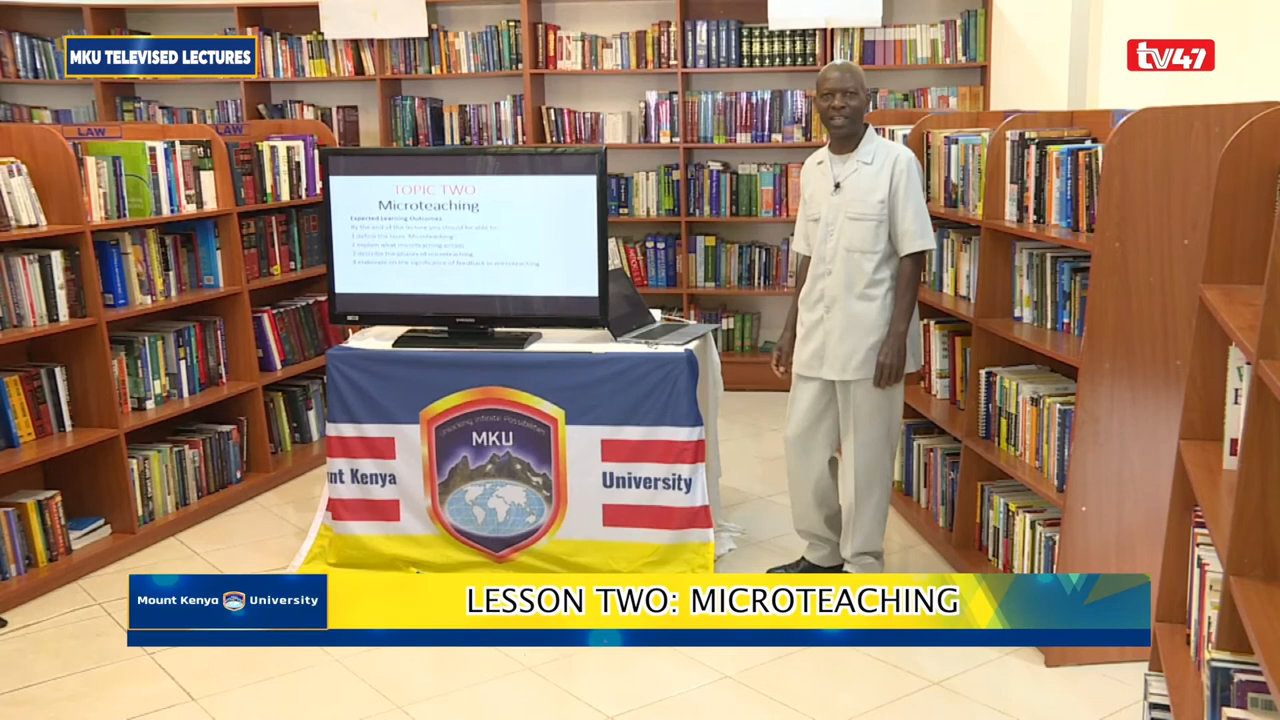 MKU TELEVISED LECTURES
tv47
LAW
LAW
TOPIC TWO
Microteaching
Expected Learning Outcomes
By the end of the lecture you should be able to:
1 define the term 'Microteaching'
2 explain what microteaching entails
3 describe the phases of microteaching
4 elaborate on the significance of feedback in microteaching
Unlocking Infinite Possibilities
MKU
nt Kenya
University
Mount Kenya University
LESSON TWO: MICROTEACHING